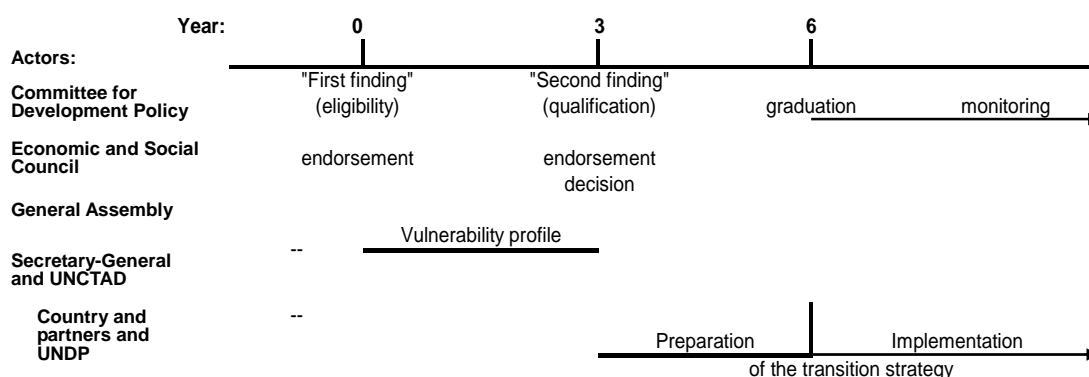 Year: 0 3 6
Actors:
"First finding" "Second finding"
Committee for
Development Policy
(eligibility) (qualification) graduation monitoring
Economic and Social
Council
endorsement endorsement
decision
General Assembly
Vulnerability profile
--
Secretary-General
and UNCTAD
Country and
partners and
UNDP
--
Preparation Implementation
of the transition strategy